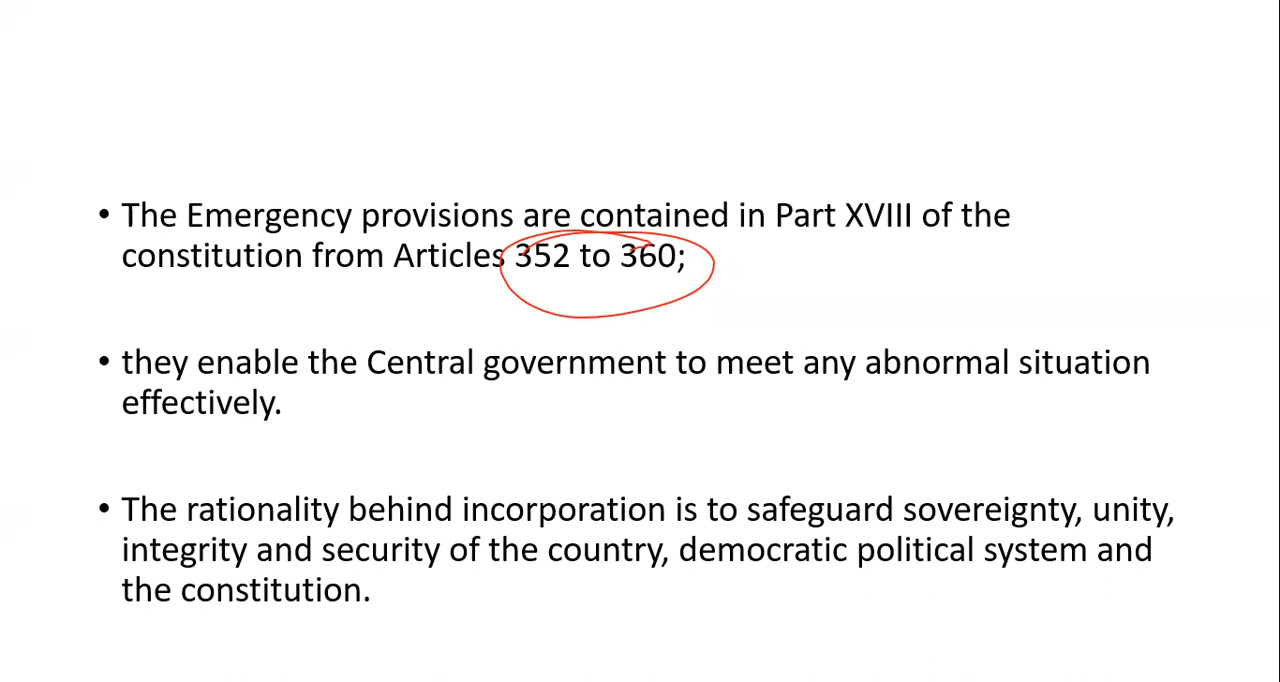 • The Emergency provisions are contained in Part XVIII of the
constitution from Articles 352 to 360;
• they enable the Central government to meet any abnormal situation
effectively.
• The rationality behind incorporation is to safeguard sovereignty, unity,
integrity and security of the country, democratic political system and
the constitution.